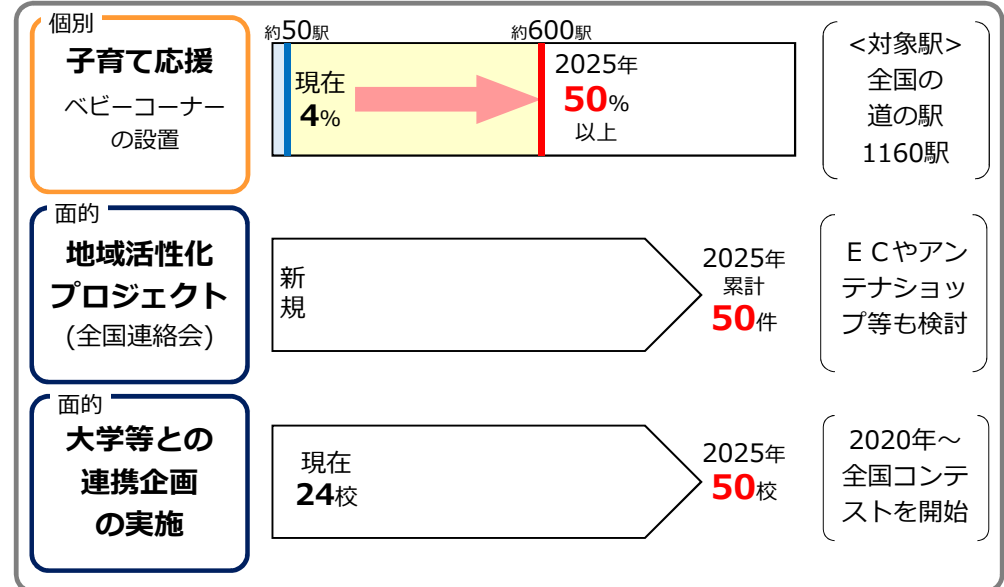 個別
子育て応援
ベビーコーナー
の設置
約50駅
約600駅
現在
4%
2025年
50%
以上
<対象駅>
全国の
道の駅
1160駅
面的
地域活性化
プロジェクト
(全国連絡会)
新
規
2025年
累計
50件
ＥＣやアン
テナショッ
プ等も検討
面的
大学等との
連携企画
の実施
現在
24校
2025年
50校
2020年～
全国コンテ
ストを開始